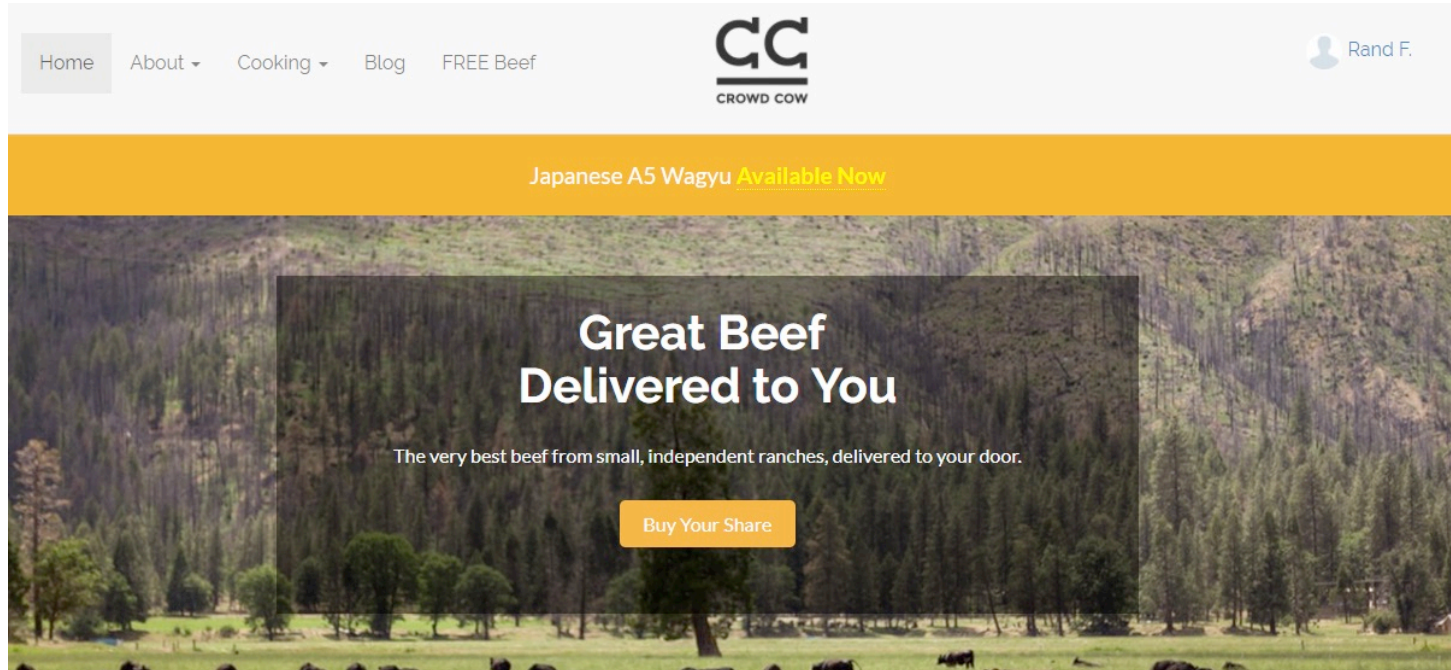 Home About Cooking Blog FREE Beef
CC
CROWD COW
Rand F.
Japanese A5 Wagyu Available Now
Great Beef
Delivered to You
The very best beef from small, independent ranches, delivered to your door.
Buy Your Share